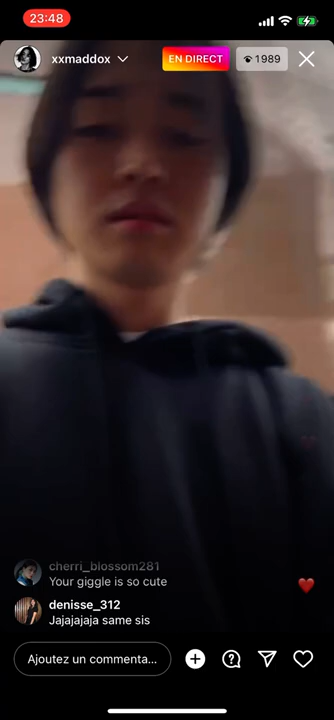 23:48
xxmaddox
EN DIRECT
1989
cherri_blossom281
Your giggle is so cute
denisse_312
Jajajajaja same sis
Ajoutez un commenta...